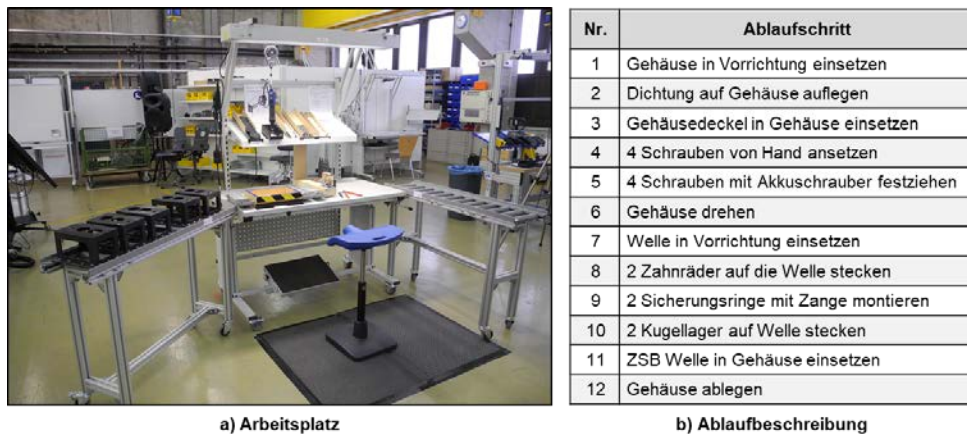 Nr. Ablaufschritt
1 Gehäuse in Vorrichtung einsetzen
2 Dichtung auf Gehäuse auflegen
3 Gehäusedeckel in Gehäuse einsetzen
4 4 Schrauben von Hand ansetzen
5 4 Schrauben mit Akkuschrauber festziehen
6 Gehäuse drehen
7 Welle in Vorrichtung einsetzen
8 2 Zahnräder auf die Welle stecken
9 2 Sicherungsringe mit Zange montieren
10 2 Kugellager auf Welle stecken
11 ZSB Welle in Gehäuse einsetzen
12 Gehäuse ablegen
a) Arbeitsplatz
b) Ablaufbeschreibung